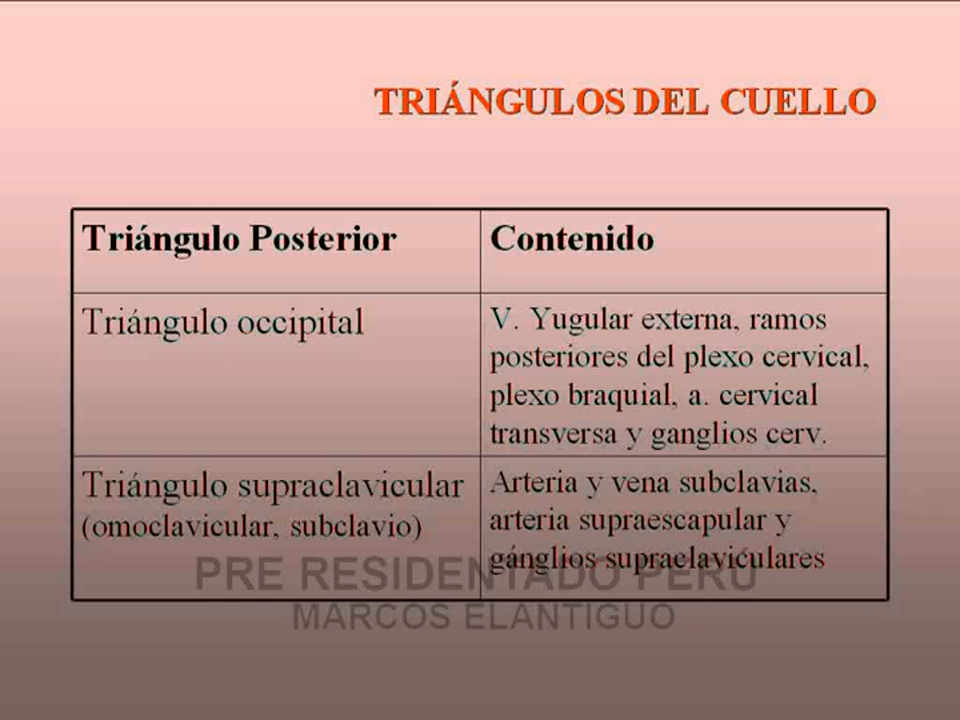 TRIÁNGULOS DEL CUELLO
Triángulo Posterior
Contenido
Triángulo occipital
V. Yugular externa, ramos
posteriores del plexo cervical,
plexo braquial, a. cervical
transversa y ganglios cerv.
Triángulo supraclavicular
(omoclavicular, subclavio)
Arteria y vena subclavias,
arteria supraescapular y
gánglios supraclaviculares
PRE RESIDENTADO PERÚ
MARCOS ELANTIGUO